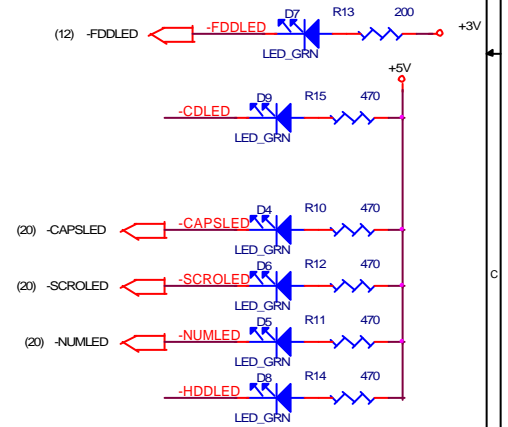 D7 R13 200
(12) -FDDLED -FDDLED +3V
LED_GRN
+5V
D9 R15 470
-CDLED
LED_GRN
D4 R10 470
(20) -CAPSLED -CAPSLED
LED_GRN
D6 R12 470
(20) -SCROLED -SCROLED
LED_GRN
C
D5 R11 470
(20) -NUMLED -NUMLED
LED_GRN
D8 R14 470
-HDDLED
LED_GRN